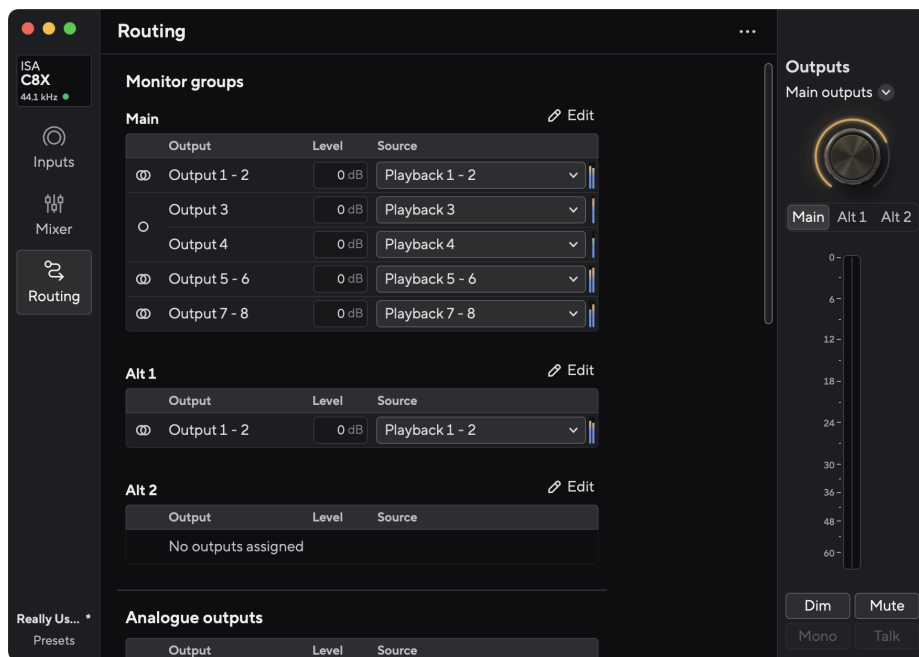 Routing
...
ISA
C8X
44.1 kHz
Inputs
Mixer
Routing
Really Us... *
Presets
Monitor groups
Main
Edit
Output Level Source
Output 1 - 2 0 dB Playback 1 - 2
Output 3 0 dB Playback 3
Output 4 0 dB Playback 4
Output 5 - 6 0 dB Playback 5 - 6
Output 7 - 8 0 dB Playback 7 - 8
Alt 1
Edit
Output Level Source
Output 1 - 2 0 dB Playback 1 - 2
Alt 2
Edit
Output Level Source
No outputs assigned
Analogue outputs
Output Level Source
Outputs
Main outputs
Main Alt 1 Alt 2
0
6
12
18
24
30
36
48
60
Dim Mute
Mono Talk